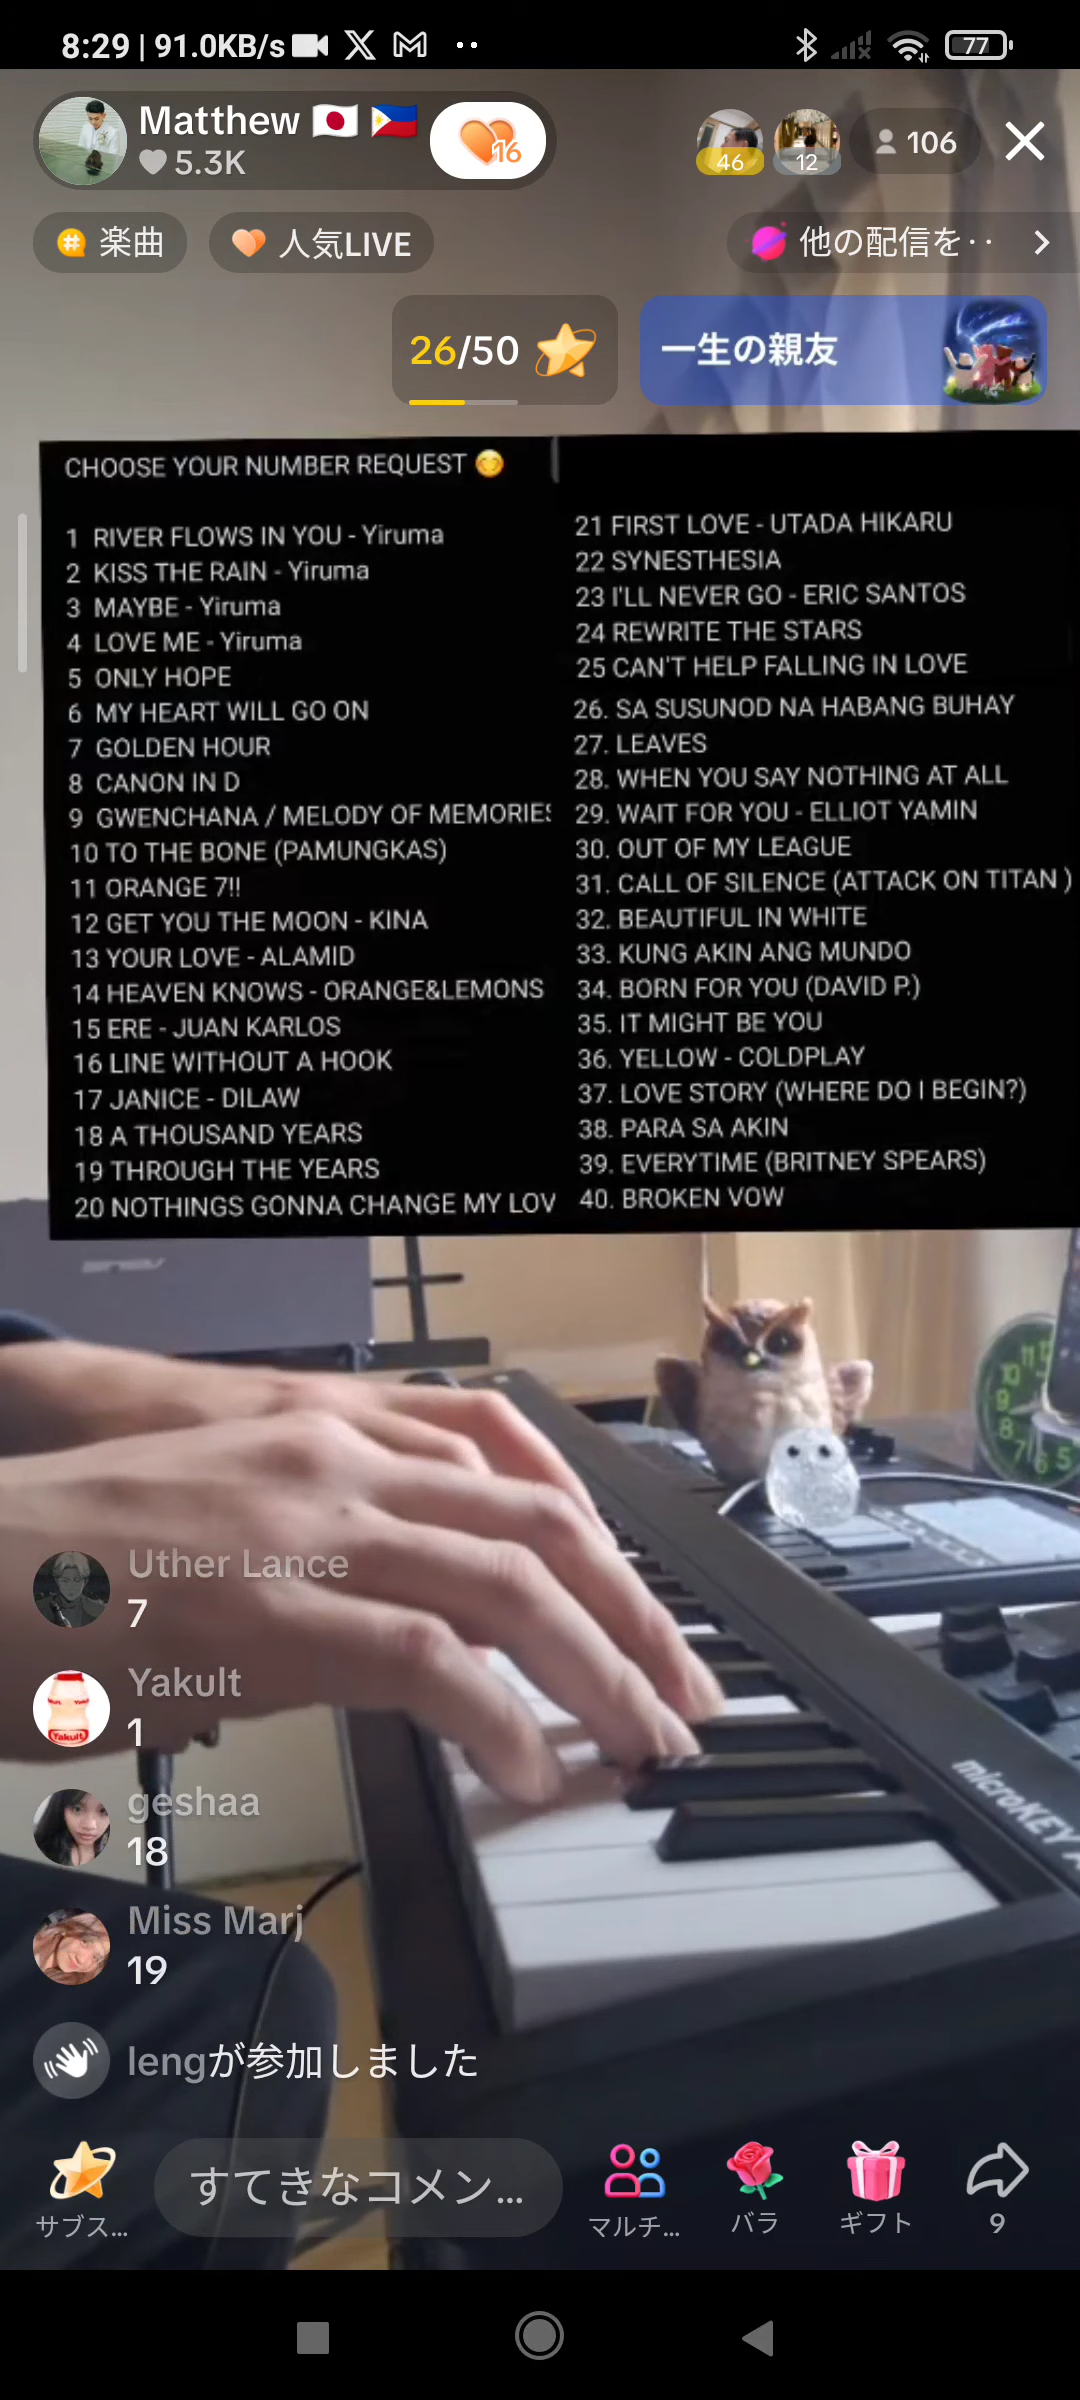 8:29 | 91.0KB/s
77
Matthew 🇯🇵 🇵🇭
5.3K
16
46
12
106
楽曲
人気LIVE
他の配信を‥
26/50
一生の親友
CHOOSE YOUR NUMBER REQUEST 😊
1 RIVER FLOWS IN YOU - Yiruma
2 KISS THE RAIN - Yiruma
3 MAYBE - Yiruma
4 LOVE ME - Yiruma
5 ONLY HOPE
6 MY HEART WILL GO ON
7 GOLDEN HOUR
8 CANON IN D
9 GWENCHANA / MELODY OF MEMORIES
10 TO THE BONE (PAMUNGKAS)
11 ORANGE 7!!
12 GET YOU THE MOON - KINA
13 YOUR LOVE - ALAMID
14 HEAVEN KNOWS - ORANGE&LEMONS
15 ERE - JUAN KARLOS
16 LINE WITHOUT A HOOK
17 JANICE - DILAW
18 A THOUSAND YEARS
19 THROUGH THE YEARS
20 NOTHINGS GONNA CHANGE MY LOV
21 FIRST LOVE - UTADA HIKARU
22 SYNESTHESIA
23 I'LL NEVER GO - ERIC SANTOS
24 REWRITE THE STARS
25 CAN'T HELP FALLING IN LOVE
26. SA SUSUNOD NA HABANG BUHAY
27. LEAVES
28. WHEN YOU SAY NOTHING AT ALL
29. WAIT FOR YOU - ELLIOT YAMIN
30. OUT OF MY LEAGUE
31. CALL OF SILENCE (ATTACK ON TITAN )
32. BEAUTIFUL IN WHITE
33. KUNG AKIN ANG MUNDO
34. BORN FOR YOU (DAVID P.)
35. IT MIGHT BE YOU
36. YELLOW - COLDPLAY
37. LOVE STORY (WHERE DO I BEGIN?)
38. PARA SA AKIN
39. EVERYTIME (BRITNEY SPEARS)
40. BROKEN VOW
11
10
9
8
7
6
5
microKEY
Uther Lance
7
Yakult
1
Yakult
geshaa
18
Miss Marj
19
lengが参加しました
すてきなコメン...
サブス...
マルチ...
バラ
ギフト
9